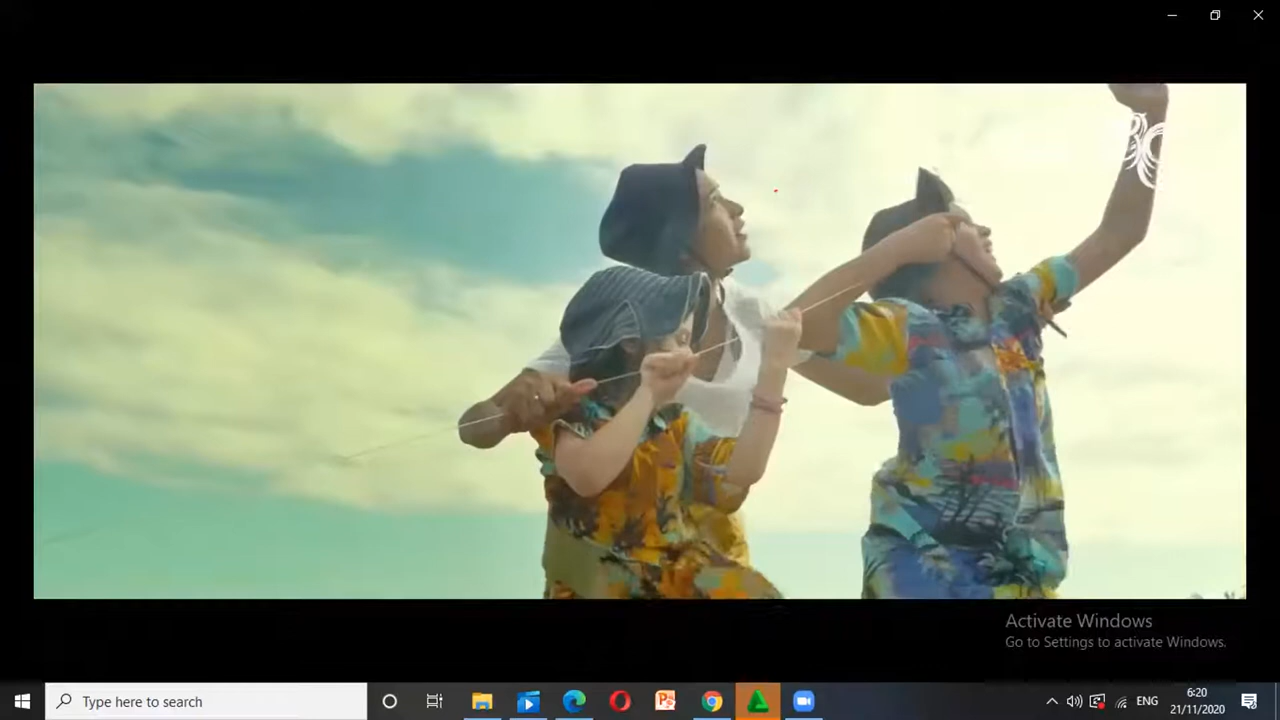 Activate Windows
Go to Settings to activate Windows.
Type here to search
ENG
6:20
21/11/2020